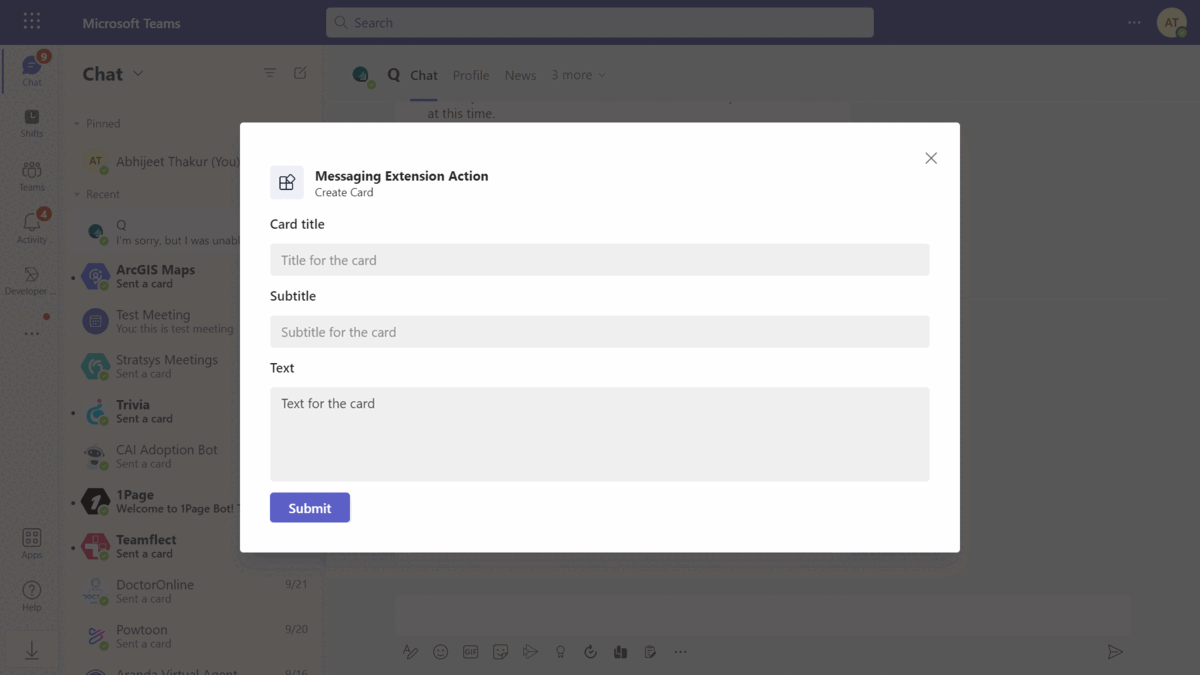 Microsoft Teams
Search
AT
9
Chat
Shifts
Teams
4
Activity
Developer ...
Apps
Help
Chat
Pinned
AT
Abhijeet Thakur (You)
Recent
Q
I'm sorry, but I was unabl
ArcGIS Maps
Sent a card
Test Meeting
You: this is test meeting
Stratsys Meetings
Sent a card
Trivia
Sent a card
CAI Adoption Bot
Sent a card
1Page
Welcome to 1Page Bot!
Teamflect
Sent a card
DoctorOnline 9/21
Sent a card
Powtoon 9/20
Sent a card
Aranda Virtual Agent 9/16
Q Chat Profile News 3 more
at this time.
Messaging Extension Action
Create Card
Card title
Title for the card
Subtitle
Subtitle for the card
Text
Text for the card
Submit
GIF